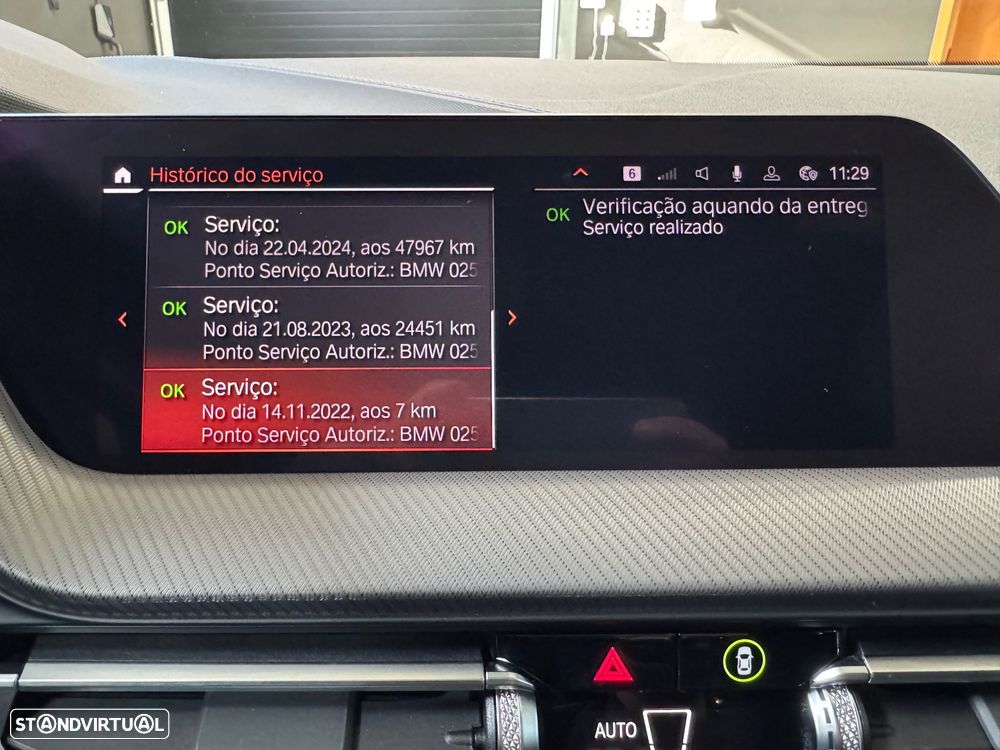 Histórico do serviço
6
11:29
OK Serviço:
No dia 22.04.2024, aos 47967 km
Ponto Serviço Autoriz.: BMW 025
OK Serviço:
No dia 21.08.2023, aos 24451 km
Ponto Serviço Autoriz.: BMW 025
OK Serviço:
No dia 14.11.2022, aos 7 km
Ponto Serviço Autoriz.: BMW 025
OK Verificação aquando da entreg
Serviço realizado
AUTO
STANDVIRTUAL